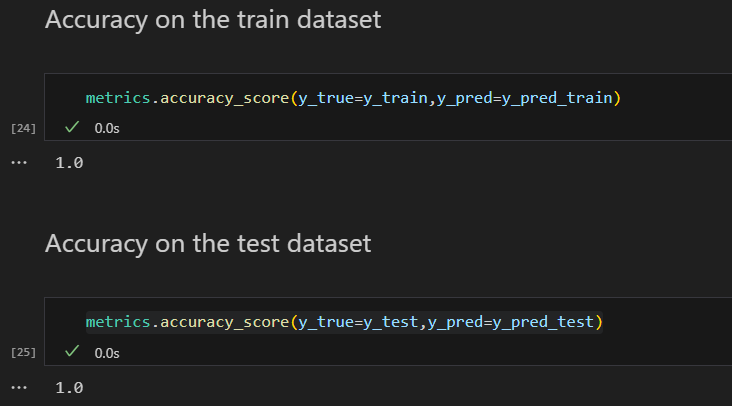 Accuracy on the train dataset
metrics.accuracy_score(y_true=y_train,y_pred=y_pred_train)
[24]
0.0s
... 1.0
Accuracy on the test dataset
metrics.accuracy_score(y_true=y_test,y_pred=y_pred_test)
[25]
0.0s
... 1.0